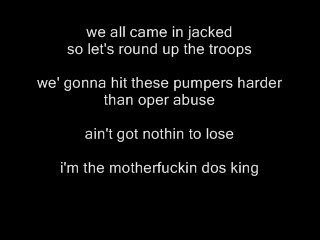 we all came in jacked
so let's round up the troops
we' gonna hit these pumpers harder
than oper abuse
ain't got nothin to lose
i'm the motherfuckin dos king